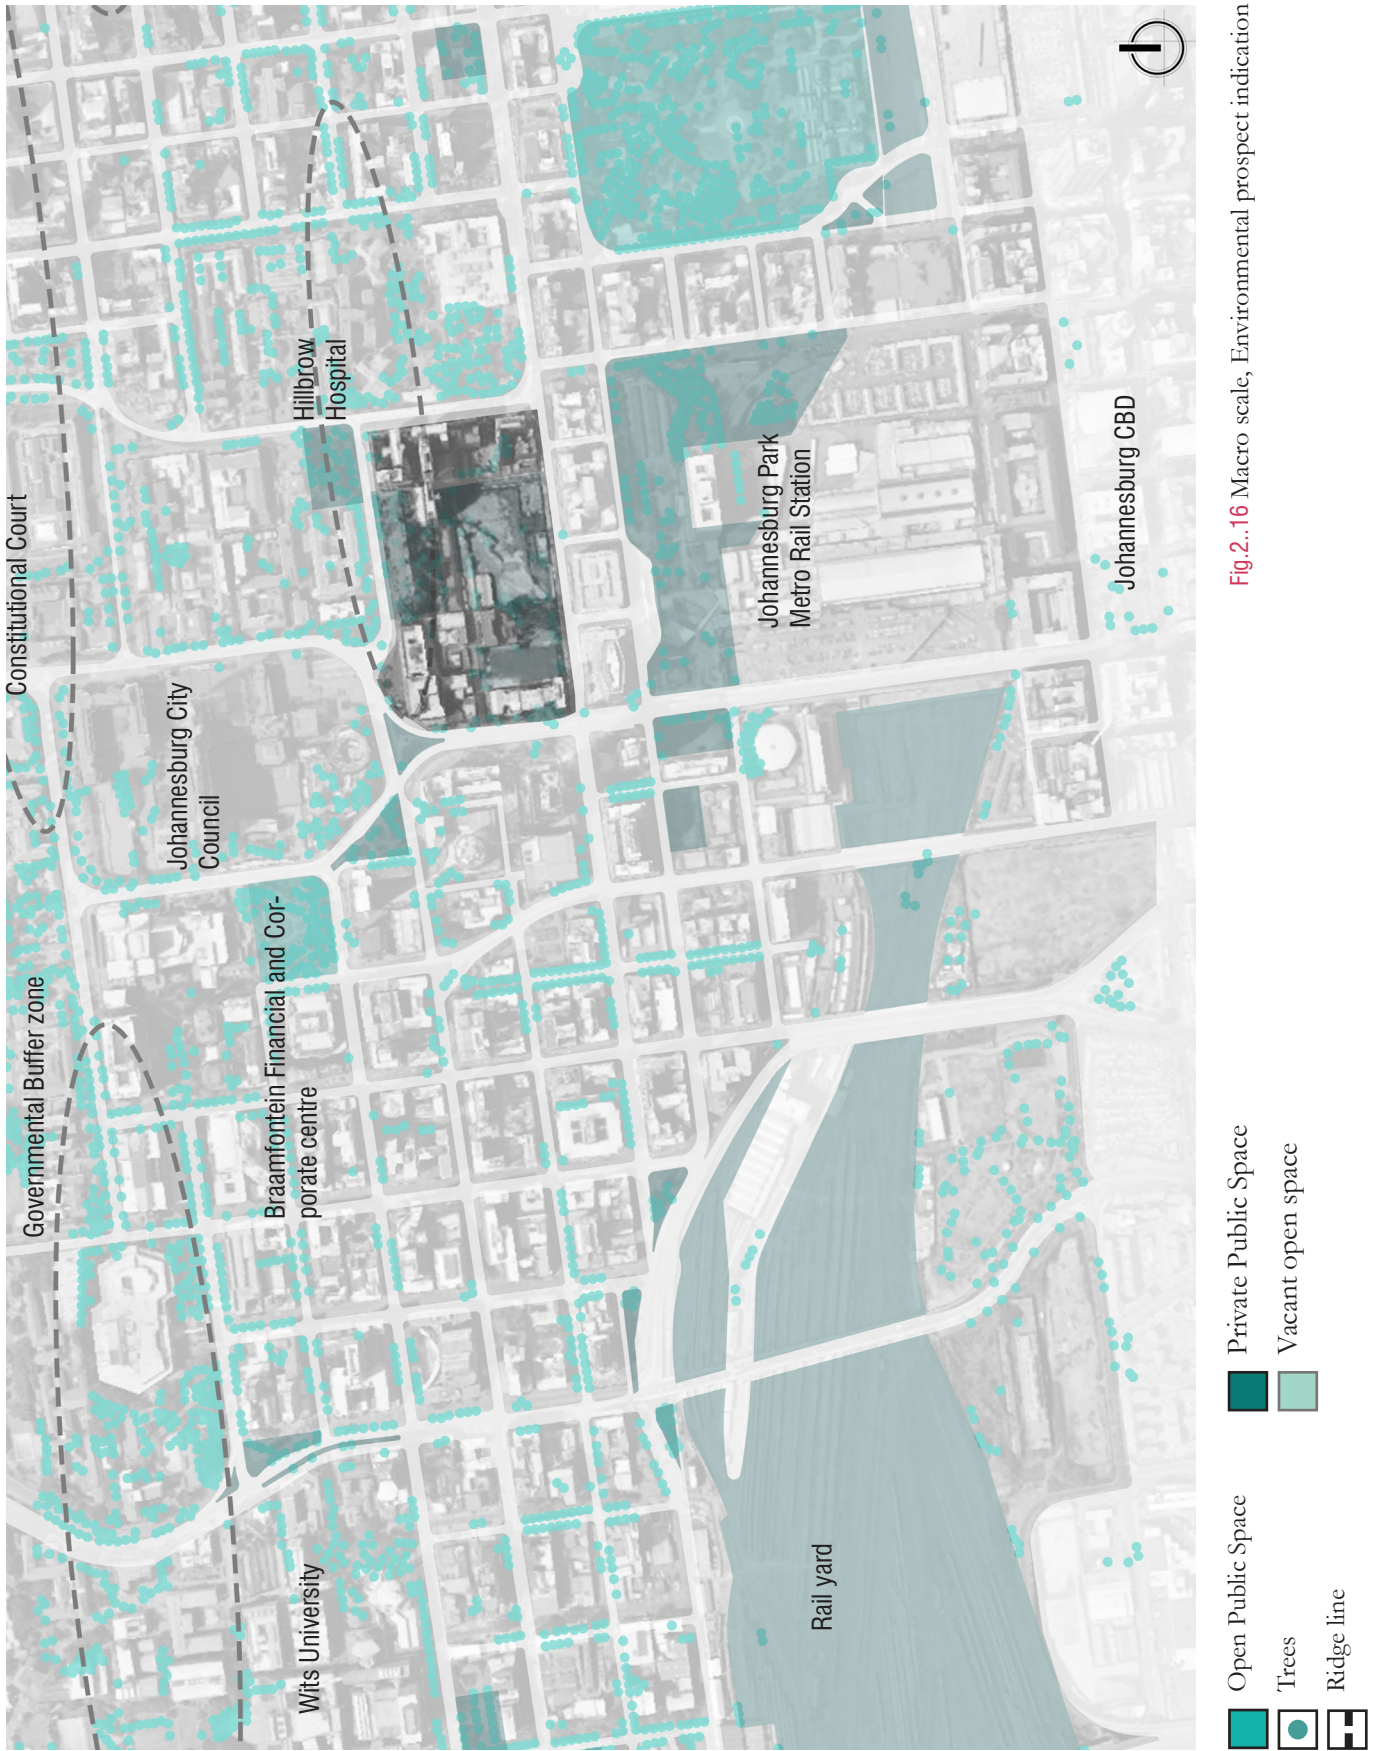 Constitutional Court
Governmental Buffer zone
Johannesburg City
Council
Hillbrow
Hospital
Braamfontein Financial and Cor-
porate centre
Wits University
Johannesburg Park
Metro Rail Station
Rail yard
Johannesburg CBD
Open Public Space
Trees
Ridge line
Private Public Space
Vacant open space
Fig.2..16 Macro scale, Environmental prospect indication